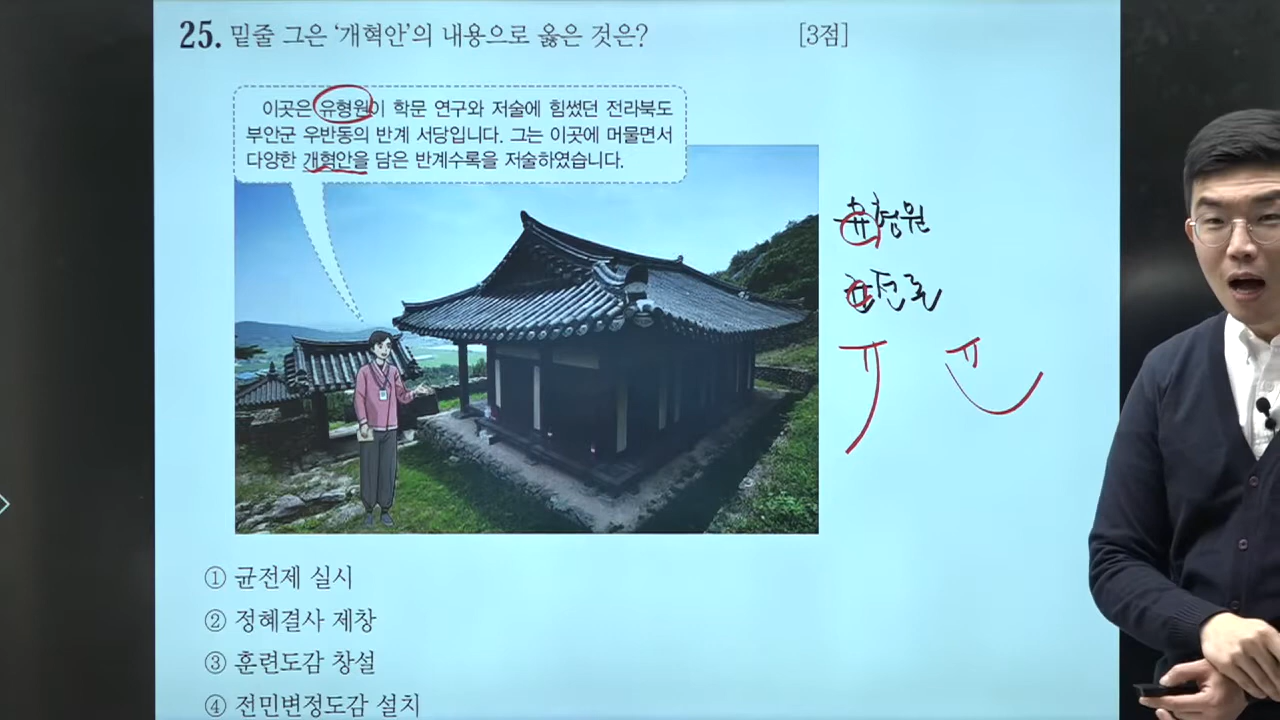 25. 밑줄 그은 '개혁안'의 내용으로 옳은 것은? [3점]
이곳은 유형원이 학문 연구와 저술에 힘썼던 전라북도
부안군 우반동의 반계 서당입니다. 그는 이곳에 머물면서
다양한 개혁안을 담은 반계수록을 저술하였습니다.
유형원
균전론
① 균전제 실시
② 정혜결사 제창
③ 훈련도감 창설
④ 전민변정도감 설치